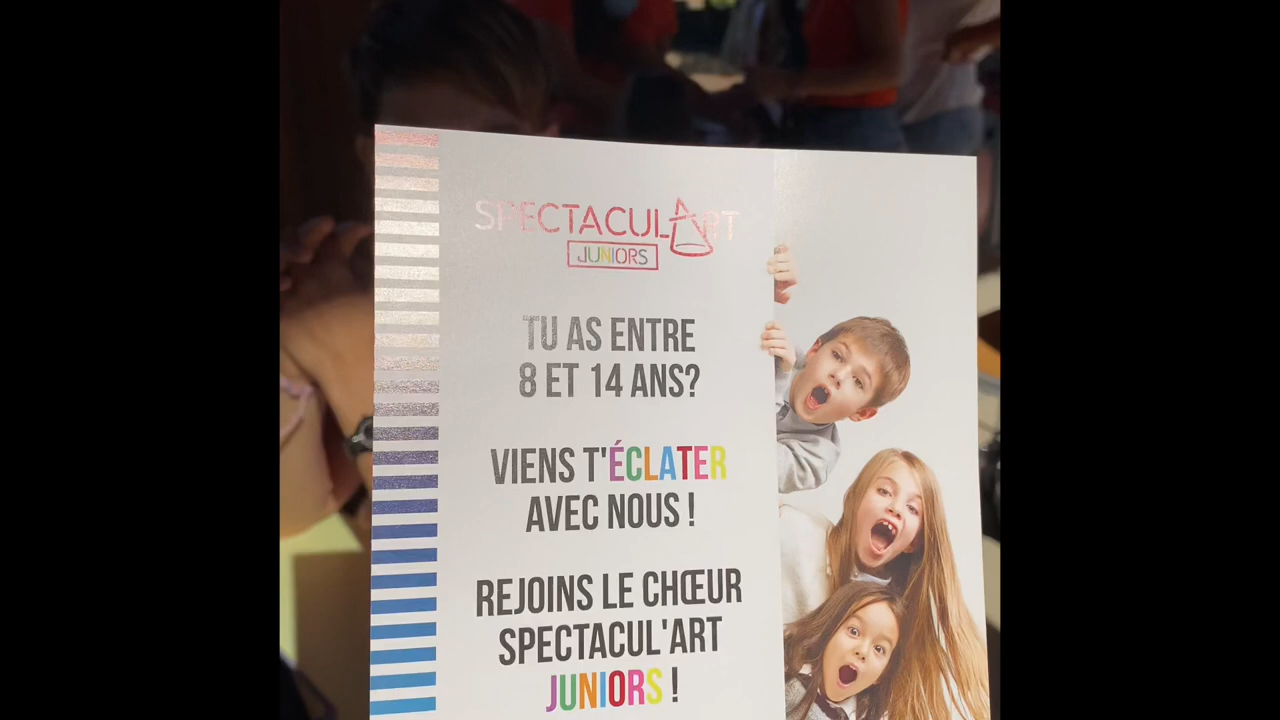 SPECTACUL'ART
JUNIORS
TU AS ENTRE
8 ET 14 ANS?
VIENS T'ÉCLATER
AVEC NOUS !
REJOINS LE CHŒUR
SPECTACUL'ART
JUNIORS !